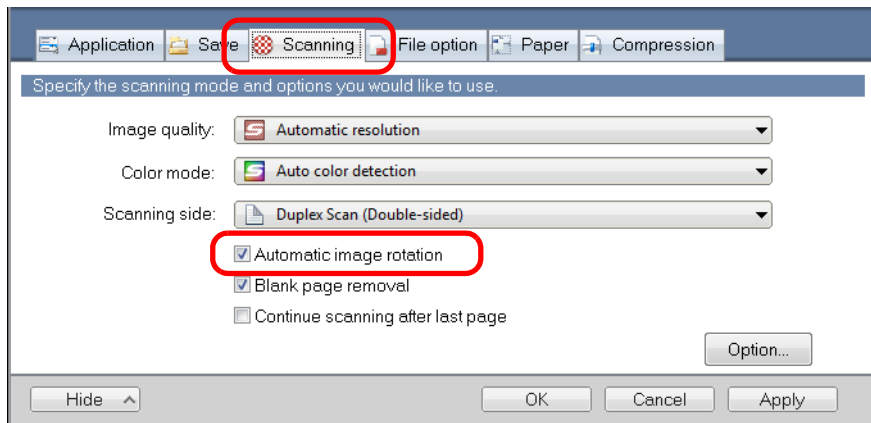 Application Save Scanning File option Paper Compression
Specify the scanning mode and options you would like to use.
Image quality: Automatic resolution
Color mode: Auto color detection
Scanning side: Duplex Scan (Double-sided)
Automatic image rotation
Blank page removal
Continue scanning after last page
Option...
Hide OK Cancel Apply